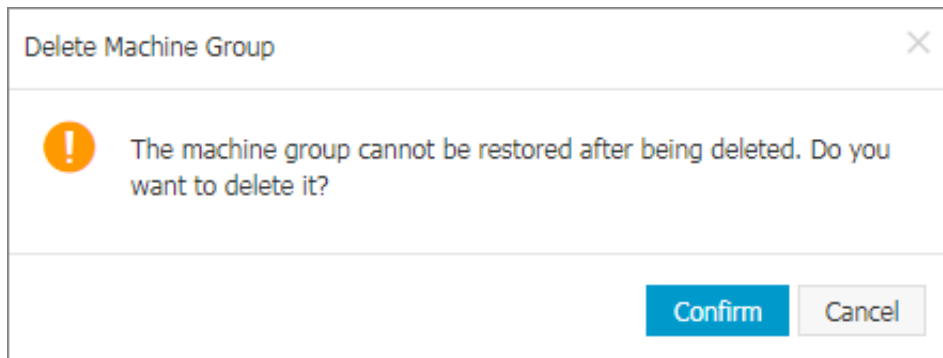 Delete Machine Group
The machine group cannot be restored after being deleted. Do you
want to delete it?
Confirm
Cancel